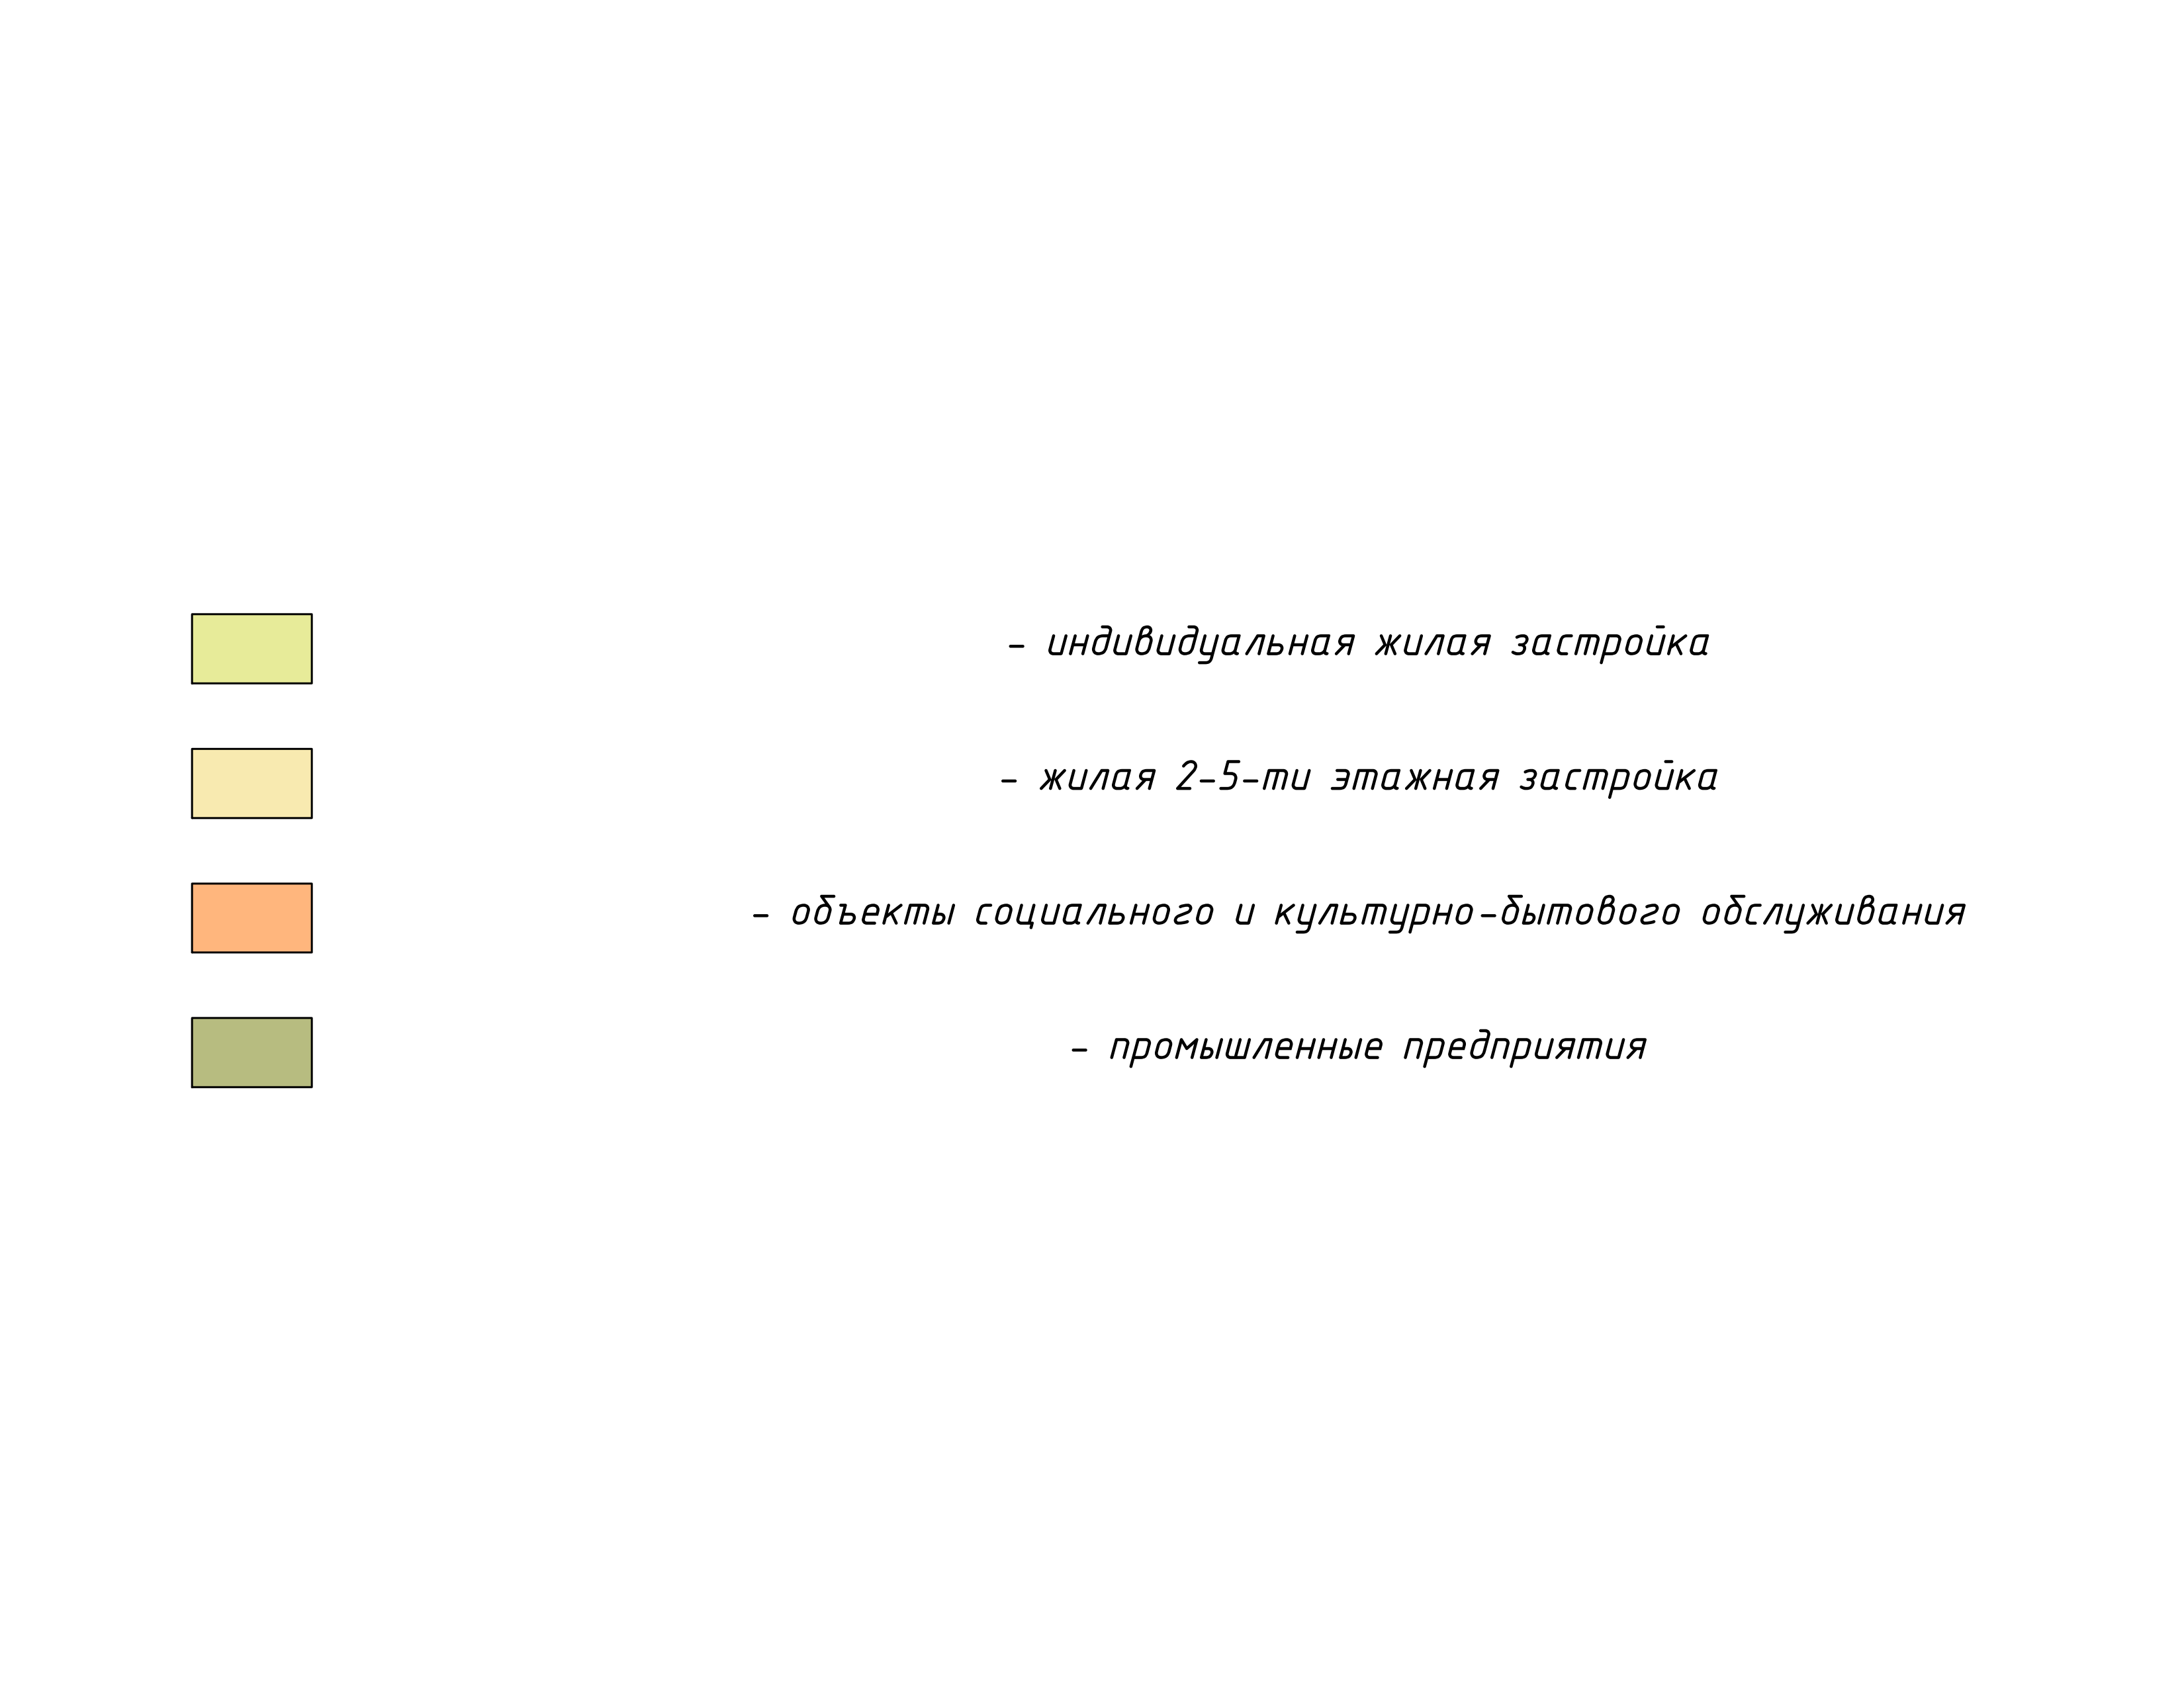 - индивидуальная жилая застройка
- жилая 2-5-ти этажная застройка
- объекты социального и культурно-бытового обслуживания
- промышленные предприятия